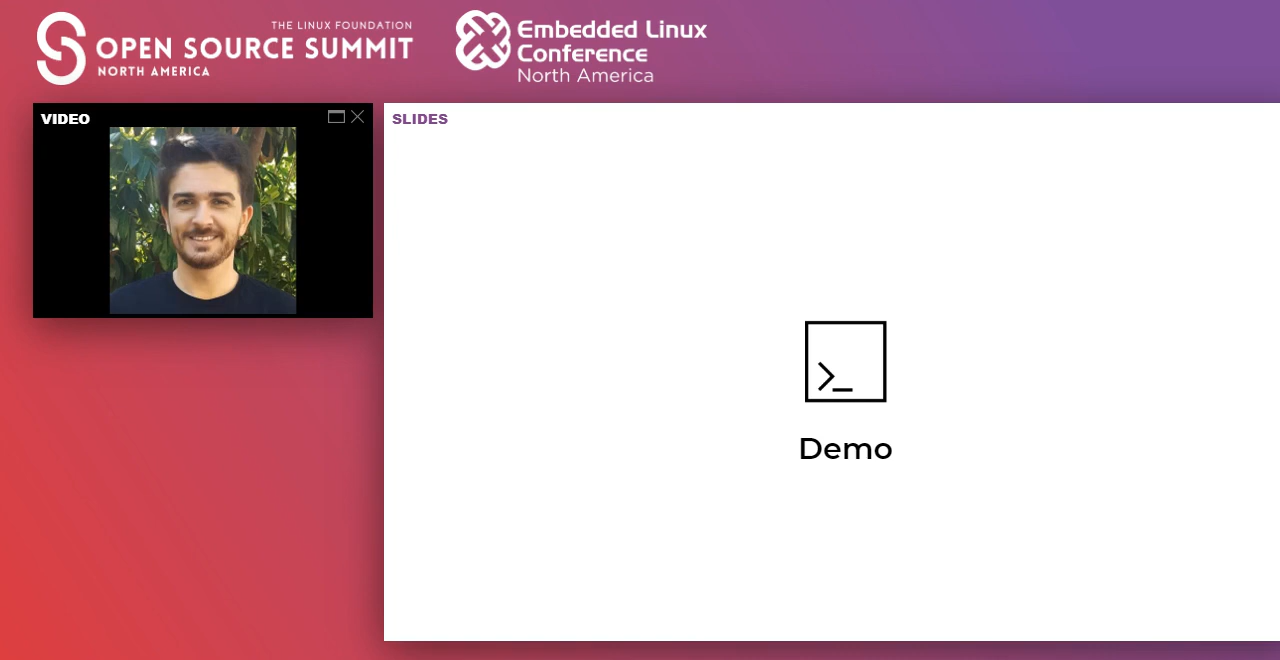 THE LINUX FOUNDATION
OPEN SOURCE SUMMIT
NORTH AMERICA
Embedded Linux
Conference
North America
VIDEO
SLIDES
>_
Demo